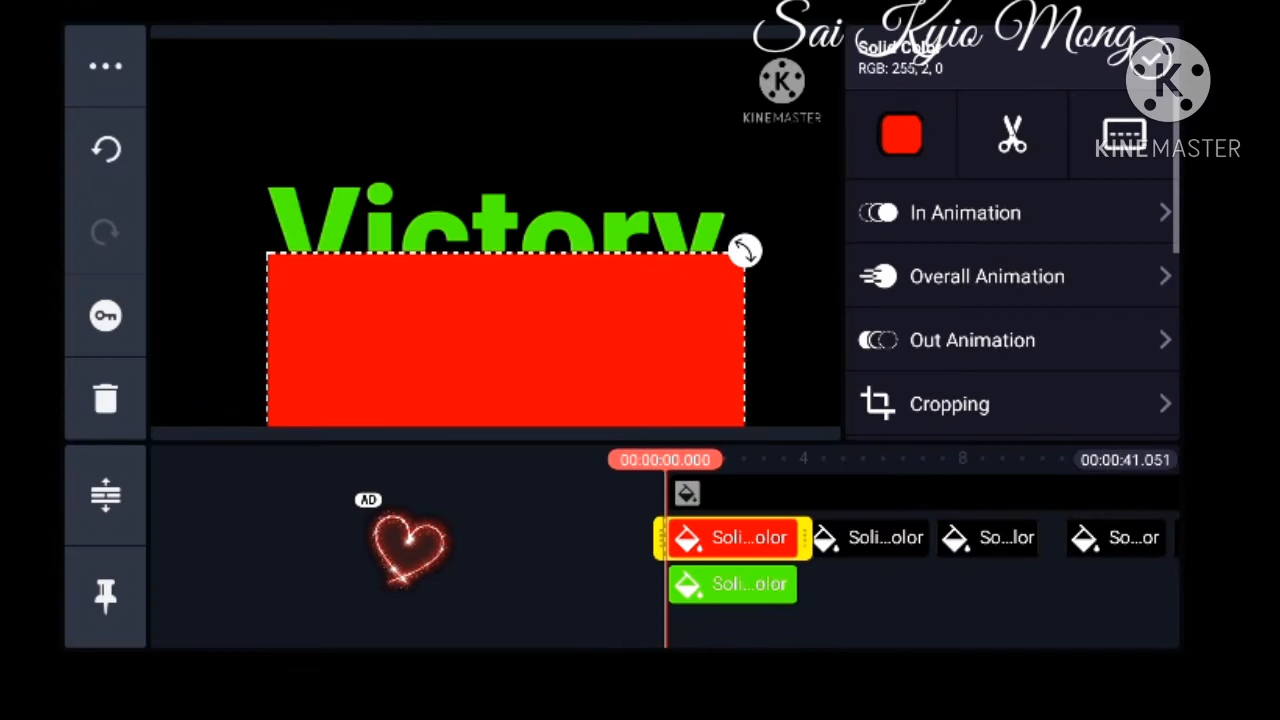 Sai Kyio Mong
Solid Color
RGB: 255, 2, 0
KINEMASTER
KINEMASTER
Victory
In Animation
Overall Animation
Out Animation
Cropping
00:00:00.000
4
8
00:00:41.051
AD
Soli...olor
Soli...olor
So...lor
So...or
Soli...olor